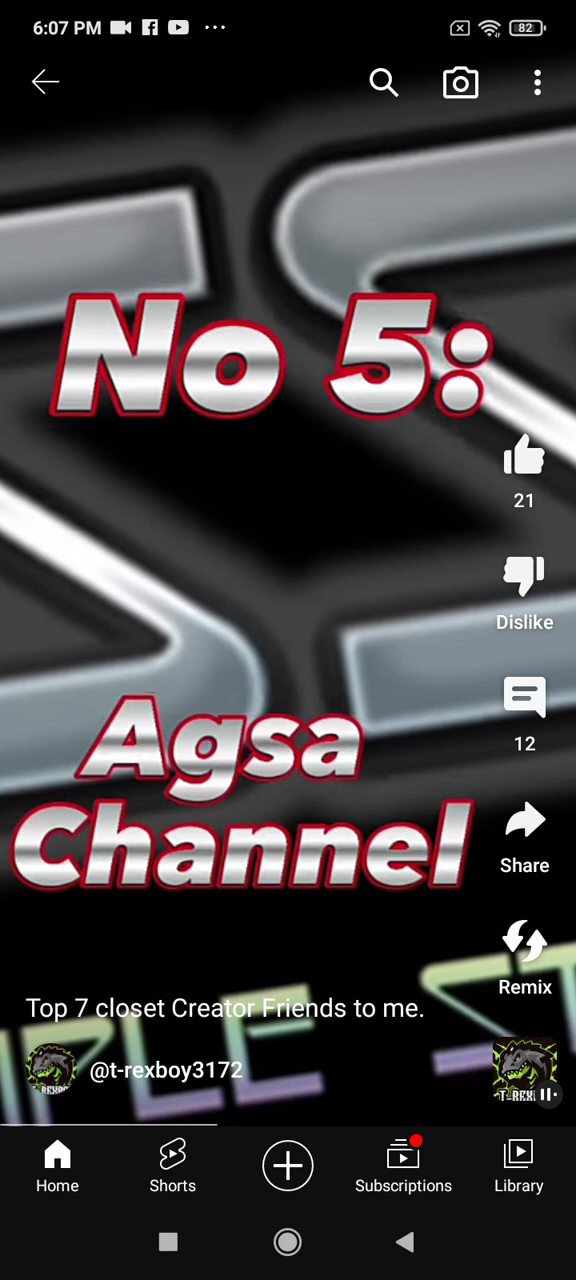 6:07 PM
82
No 5:
21
Dislike
Agsa
12
Channel
Share
Remix
Top 7 closet Creator Friends to me.
@t-rexboy3172
Home
Shorts
Subscriptions
Library